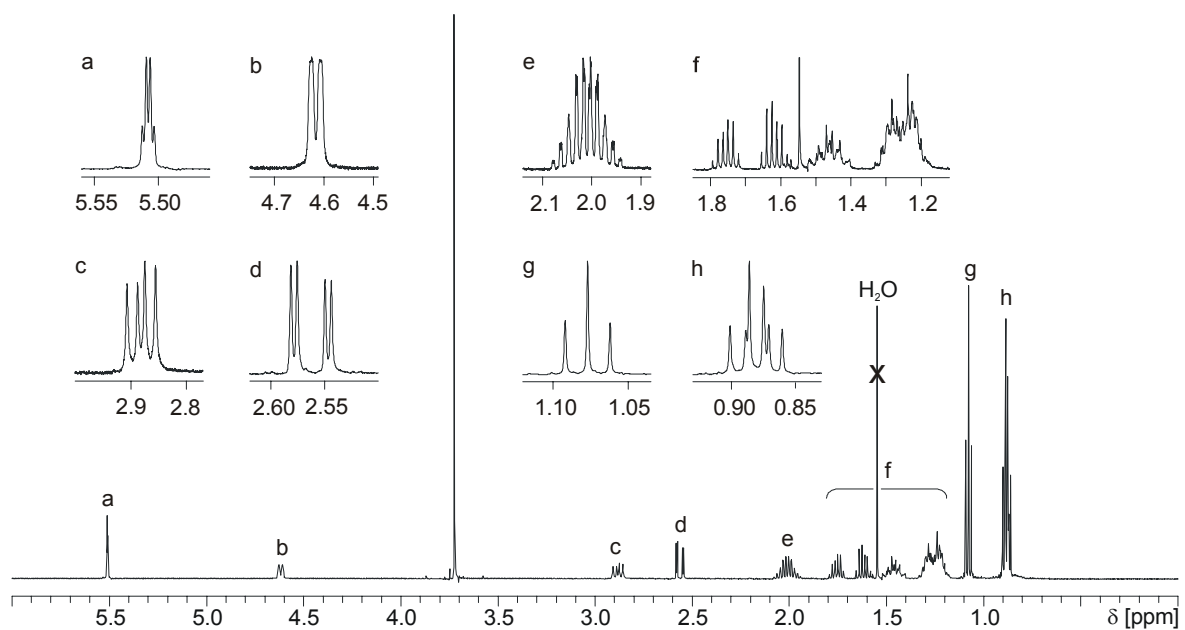 a
b
e
f
5.55 5.50
4.7 4.6 4.5
2.1 2.0 1.9
1.8 1.6 1.4 1.2
c
d
g
h
2.9 2.8
2.60 2.55
1.10 1.05
0.90 0.85
H₂O
X
g
h
f
a
b
c
d
e
5.5 5.0 4.5 4.0 3.5 3.0 2.5 2.0 1.5 1.0 δ [ppm]